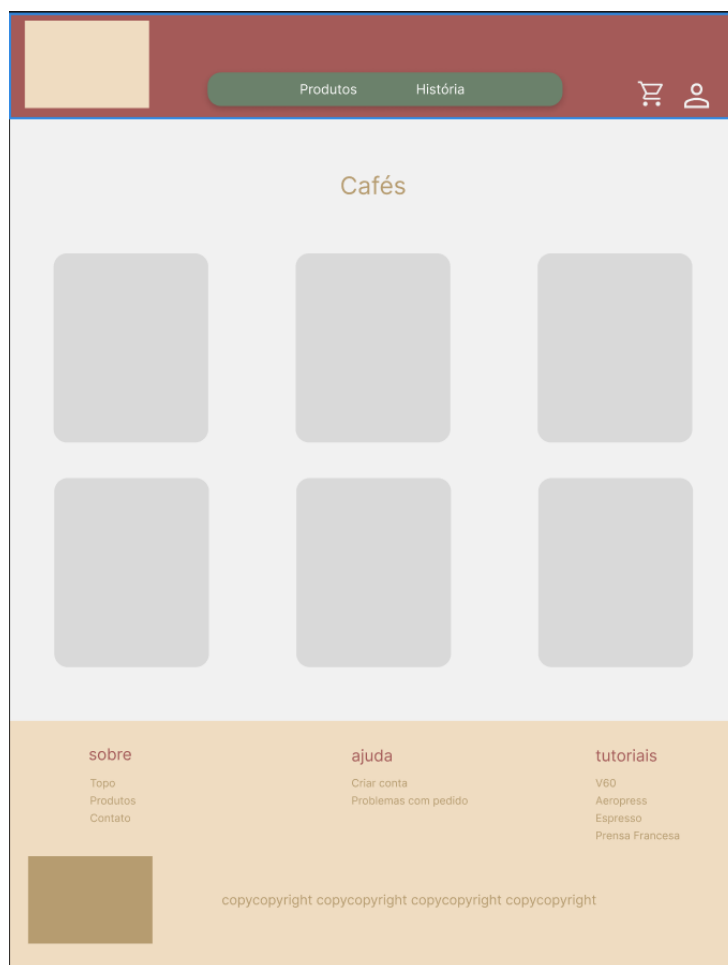 Produtos História
Cafés
sobre
Topo
Produtos
Contato
ajuda
Criar conta
Problemas com pedido
tutoriais
V60
Aeropress
Espresso
Prensa Francesa
copycopyright copycopyright copycopyright copycopyright